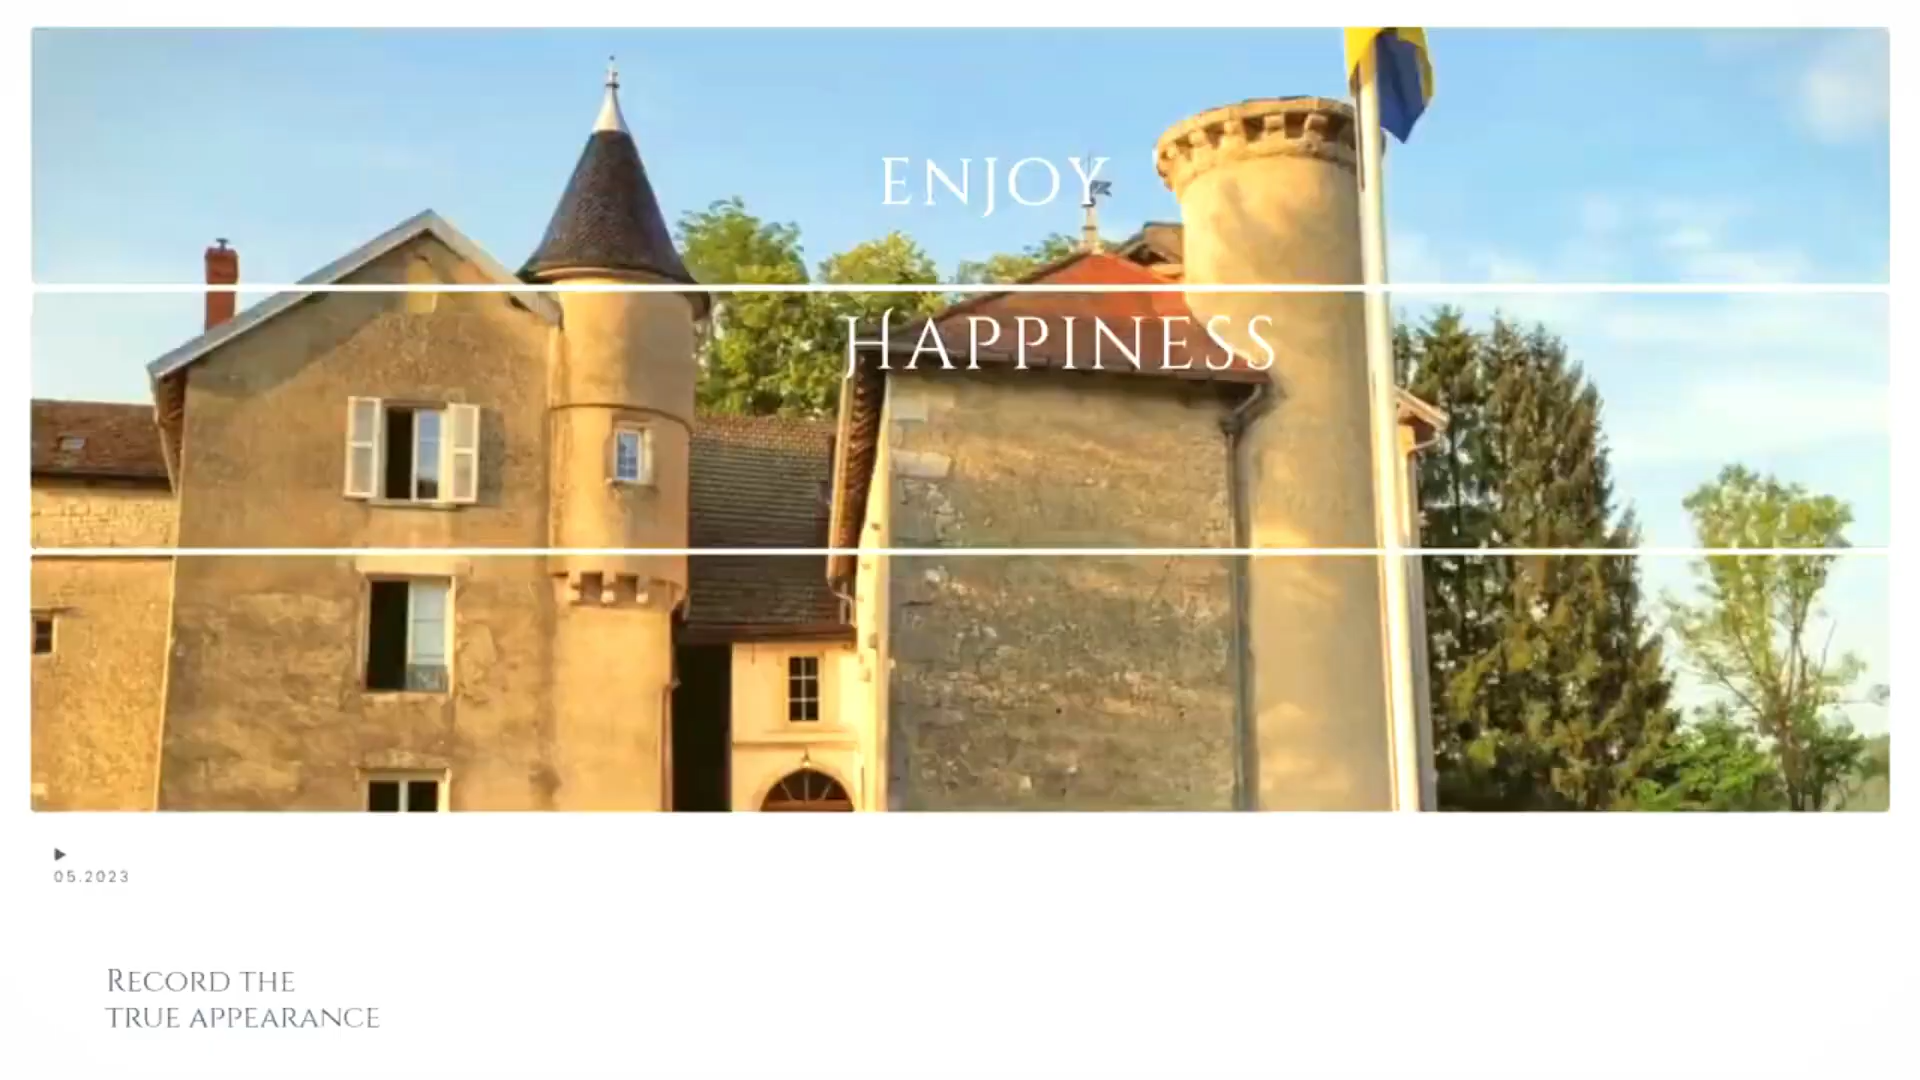 ENJOY
HAPPINESS
05.2023
RECORD THE
TRUE APPEARANCE